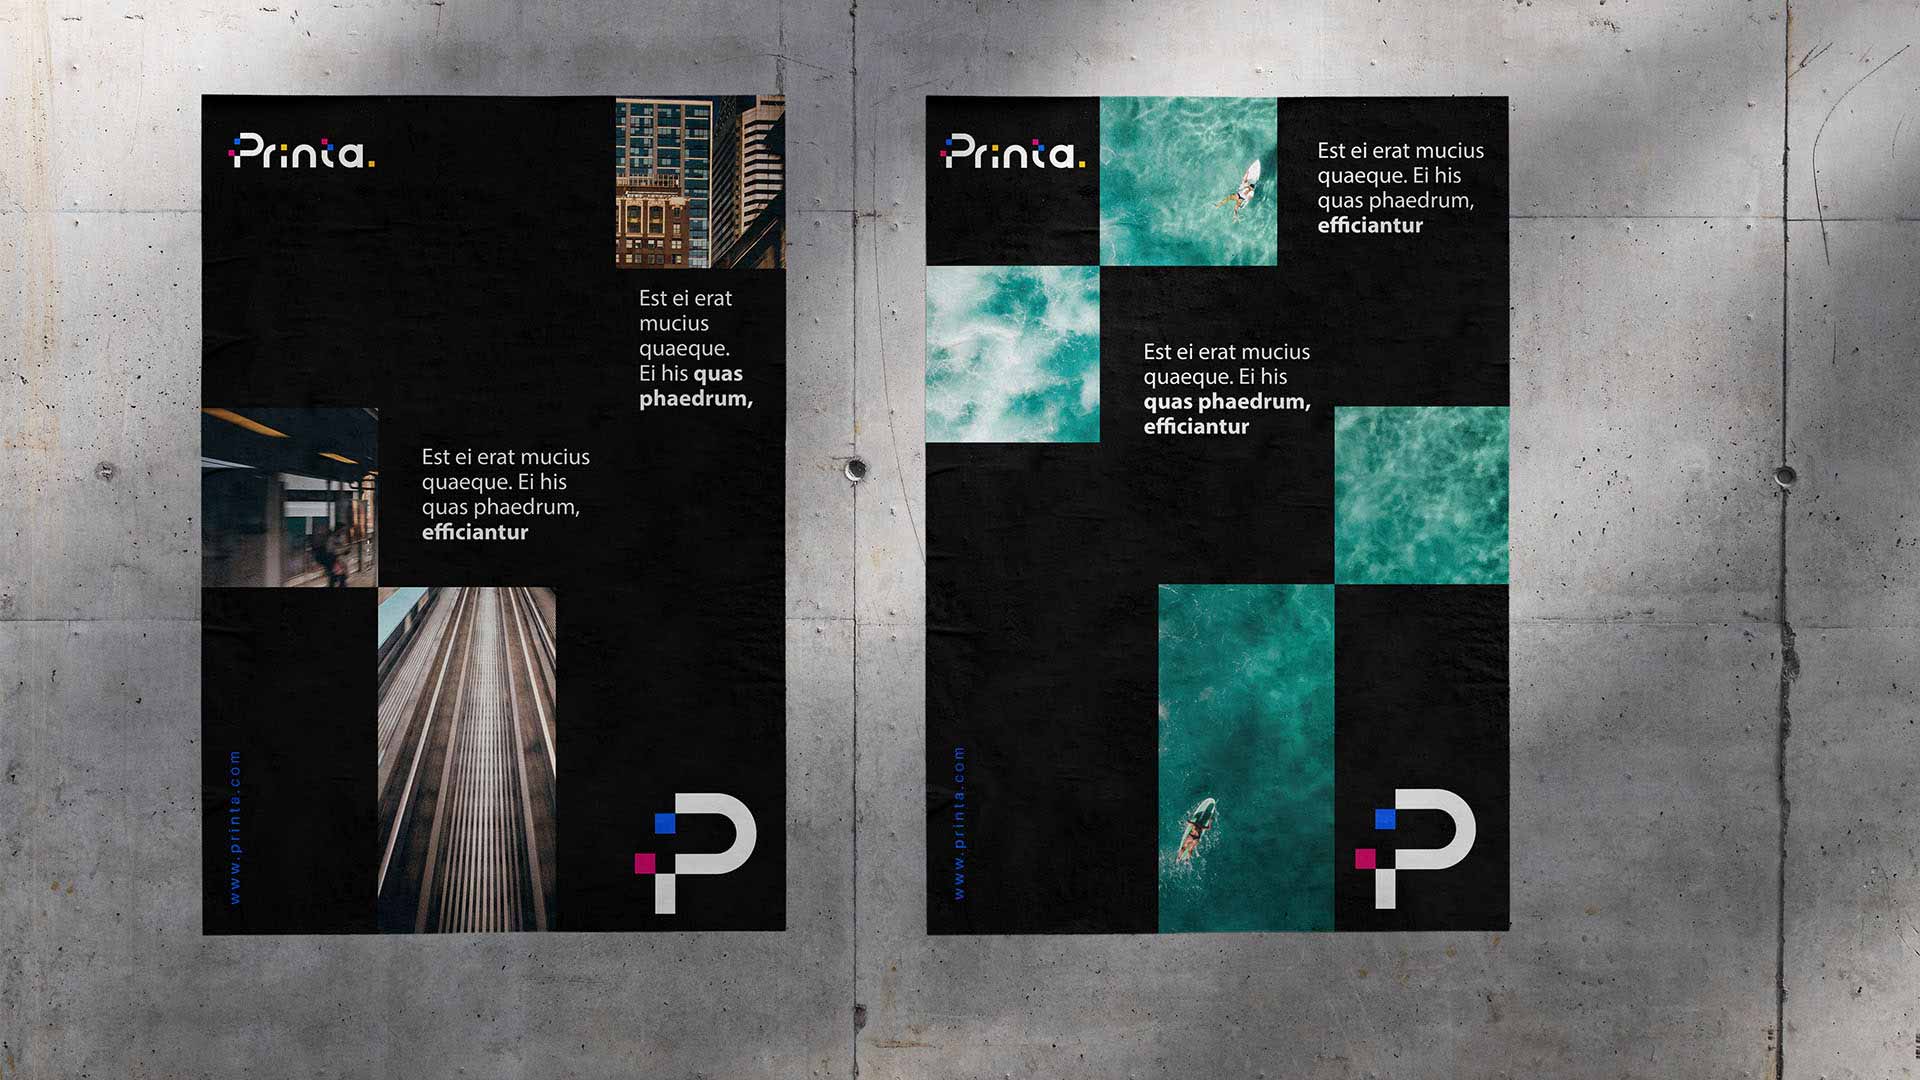 Printa.
Est ei erat
mucius
quaeque.
Ei his quas
phaedrum,
Est ei erat mucius
quaeque. Ei his
quas phaedrum,
efficiantur
www.printa.com
P
Printa.
Est ei erat mucius
quaeque. Ei his
quas phaedrum,
efficiantur
Est ei erat mucius
quaeque. Ei his
quas phaedrum,
efficiantur
www.printa.com
P